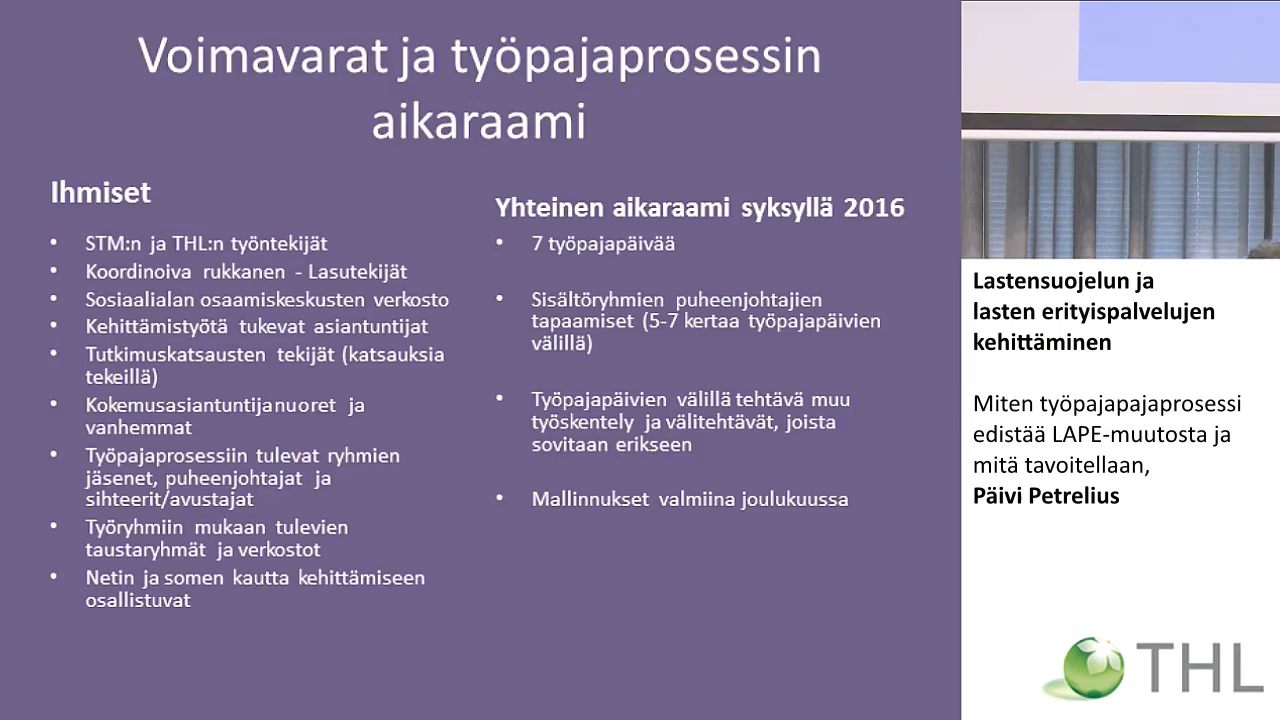 Voimavarat ja työpajaprosessin
aikaraami
Ihmiset
• STM:n ja THL:n työntekijät
• Koordinoiva rukkanen - Lasutekijät
• Sosiaalialan osaamiskeskusten verkosto
• Kehittämistyötä tukevat asiantuntijat
• Tutkimuskatsausten tekijät (katsauksia
tekeillä)
• Kokemusasiantuntijanuoret ja
vanhemmat
• Työpajaprosessiin tulevat ryhmien
jäsenet, puheenjohtajat ja
sihteerit/avustajat
• Työryhmiin mukaan tulevien
taustaryhmät ja verkostot
• Netin ja somen kautta kehittämiseen
osallistuvat
Yhteinen aikaraami syksyllä 2016
• 7 työpajapäivää
• Sisältöryhmien puheenjohtajien
tapaamiset (5-7 kertaa työpajapäivien
välillä)
• Työpajapäivien välillä tehtävä muu
työskentely ja välitehtävät, joista
sovitaan erikseen
• Mallinnukset valmiina joulukuussa
Lastensuojelun ja
lasten erityispalvelujen
kehittäminen
Miten työpajapajaprosessi
edistää LAPE-muutosta ja
mitä tavoitellaan,
Päivi Petrelius
THL